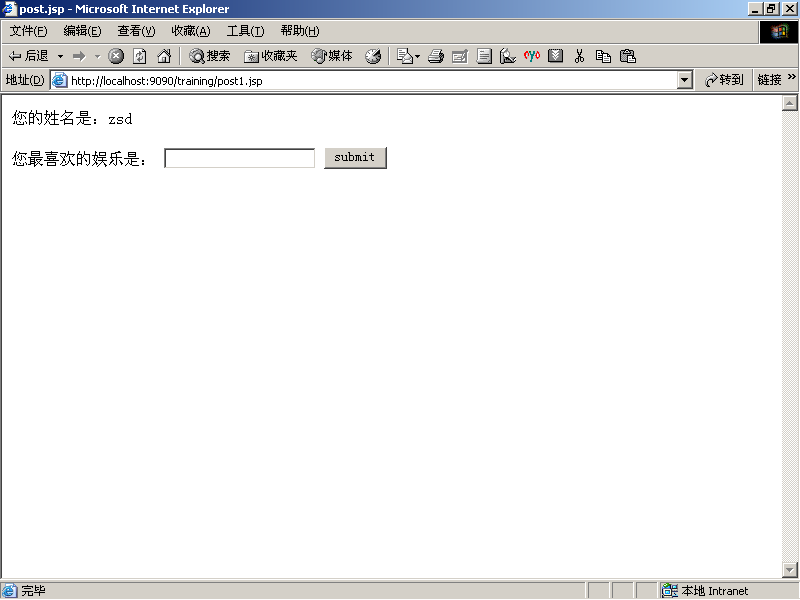 post.jsp - Microsoft Internet Explorer
文件(F) 编辑(E) 查看(V) 收藏(A) 工具(T) 帮助(H)
后退 搜索 收藏夹 媒体
地址(D) http://localhost:9090/training/post1.jsp 转到 链接 »
您的姓名是：zsd
您最喜欢的娱乐是： submit
完毕 本地 Intranet